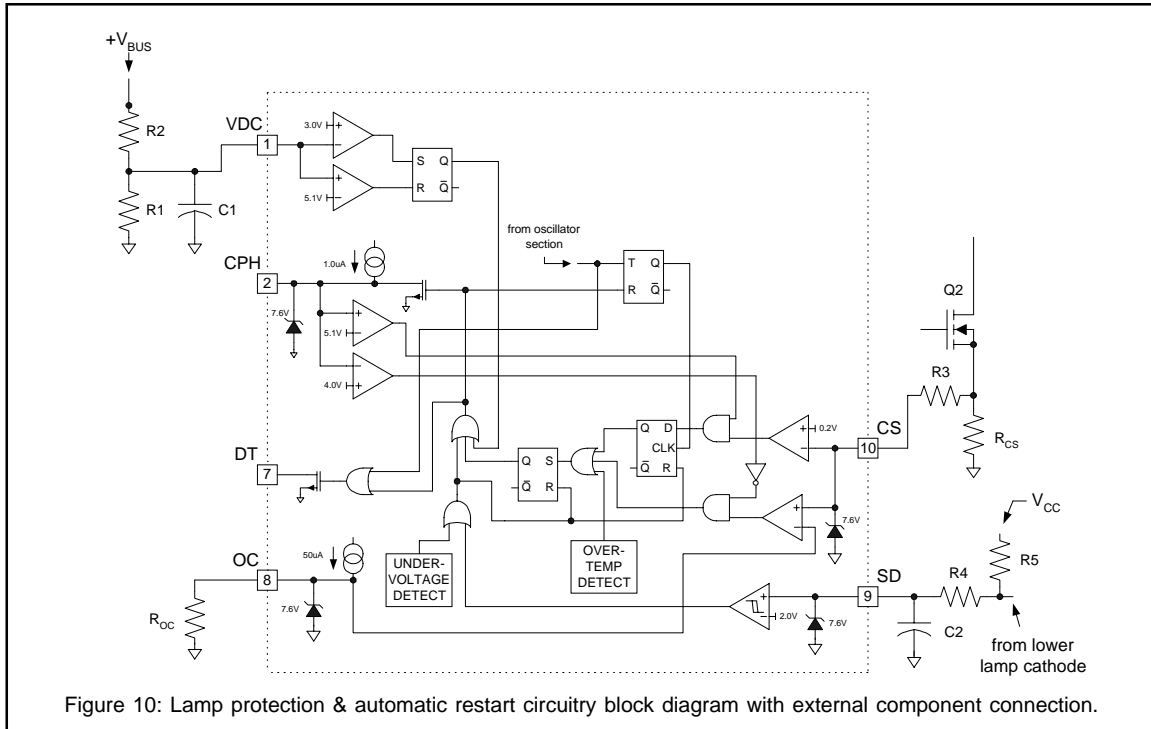 +V_BUS
R2
VDC
1
R1
C1
3.0V
+
−
+
5.1V
−
S Q
R Q̅
from oscillator
section
T Q
R Q̅
CPH
2
1.0uA
7.6V
+
5.1V
−
−
4.0V
+
Q2
R3
R_CS
CS
10
+
0.2V
−
Q D
CLK
Q̅ R
Q S
Q̅ R
DT
7
+
−
7.6V
V_CC
R5
OC
8
50uA
7.6V
R_OC
UNDER-
VOLTAGE
DETECT
OVER-
TEMP
DETECT
+
−
2.0V
7.6V
SD
9
R4
C2
from lower
lamp cathode
Figure 10: Lamp protection & automatic restart circuitry block diagram with external component connection.